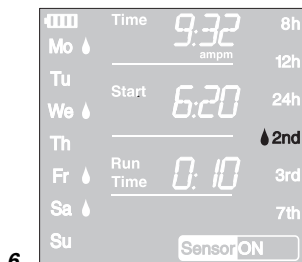 Time 9:32 8h
Mo ampm
12h
Tu
Start 6:20 24h
We
2nd
Th
Run
Time 0:10 3rd
Fr
Sa 7th
Su Sensor ON
6